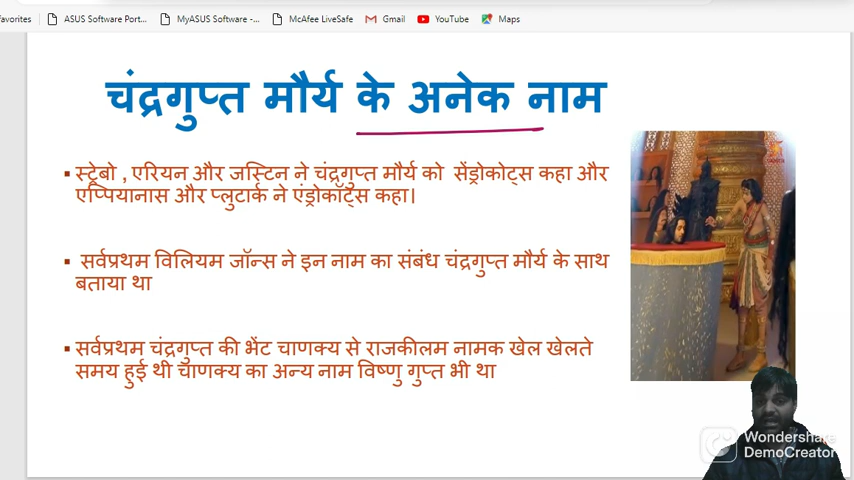 avorites
ASUS Software Port...
MyASUS Software -...
McAfee LiveSafe
Gmail
YouTube
Maps
चंद्रगुप्त मौर्य के अनेक नाम
▪ स्ट्रेबो , एरियन और जस्टिन ने चंद्रगुप्त मौर्य को सेंड्रोकोट्स कहा और
एप्पियानास और प्लुटार्क ने एंड्रोकॉट्स कहा।
▪ सर्वप्रथम विलियम जॉन्स ने इन नाम का संबंध चंद्रगुप्त मौर्य के साथ
बताया था
▪ सर्वप्रथम चंद्रगुप्त की भेंट चाणक्य से राजकीलम नामक खेल खेलते
समय हुई थी चाणक्य का अन्य नाम विष्णु गुप्त भी था
Wondershare
DemoCreator